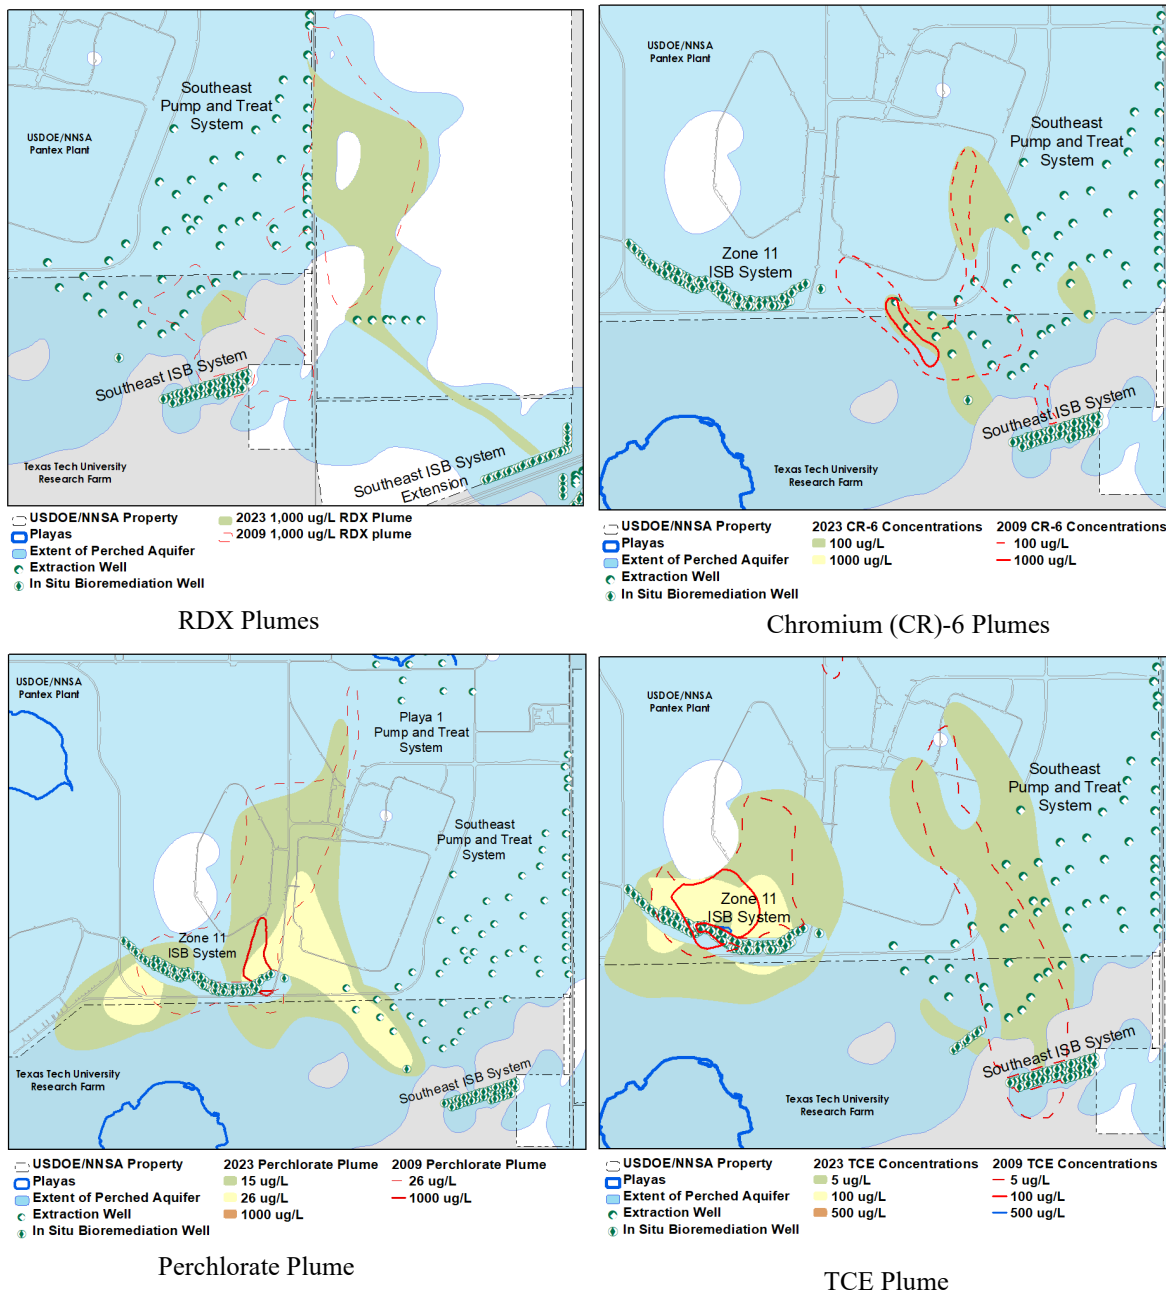 USDOE/NNSA
Pantex Plant
Southeast
Pump and Treat
System
Southeast ISB System
Texas Tech University
Research Farm
Southeast ISB System
Extension
USDOE/NNSA Property
Playas
Extent of Perched Aquifer
Extraction Well
In Situ Bioremediation Well
2023 1,000 ug/L RDX Plume
2009 1,000 ug/L RDX plume
RDX Plumes
USDOE/NNSA
Pantex Plant
Southeast
Pump and Treat
System
Zone 11
ISB System
Southeast ISB System
Texas Tech University
Research Farm
USDOE/NNSA Property
Playas
Extent of Perched Aquifer
Extraction Well
In Situ Bioremediation Well
2023 CR-6 Concentrations
100 ug/L
1000 ug/L
2009 CR-6 Concentrations
100 ug/L
1000 ug/L
Chromium (CR)-6 Plumes
USDOE/NNSA
Pantex Plant
Playa 1
Pump and Treat
System
Southeast
Pump and Treat
System
Zone 11
ISB System
Texas Tech University
Research Farm
Southeast ISB System
USDOE/NNSA Property
Playas
Extent of Perched Aquifer
Extraction Well
In Situ Bioremediation Well
2023 Perchlorate Plume
15 ug/L
26 ug/L
1000 ug/L
2009 Perchlorate Plume
26 ug/L
1000 ug/L
Perchlorate Plume
USDOE/NNSA
Pantex Plant
Southeast
Pump and Treat
System
Zone 11
ISB System
Southeast ISB System
Texas Tech University
Research Farm
USDOE/NNSA Property
Playas
Extent of Perched Aquifer
Extraction Well
In Situ Bioremediation Well
2023 TCE Concentrations
5 ug/L
100 ug/L
500 ug/L
2009 TCE Concentrations
5 ug/L
100 ug/L
500 ug/L
TCE Plume